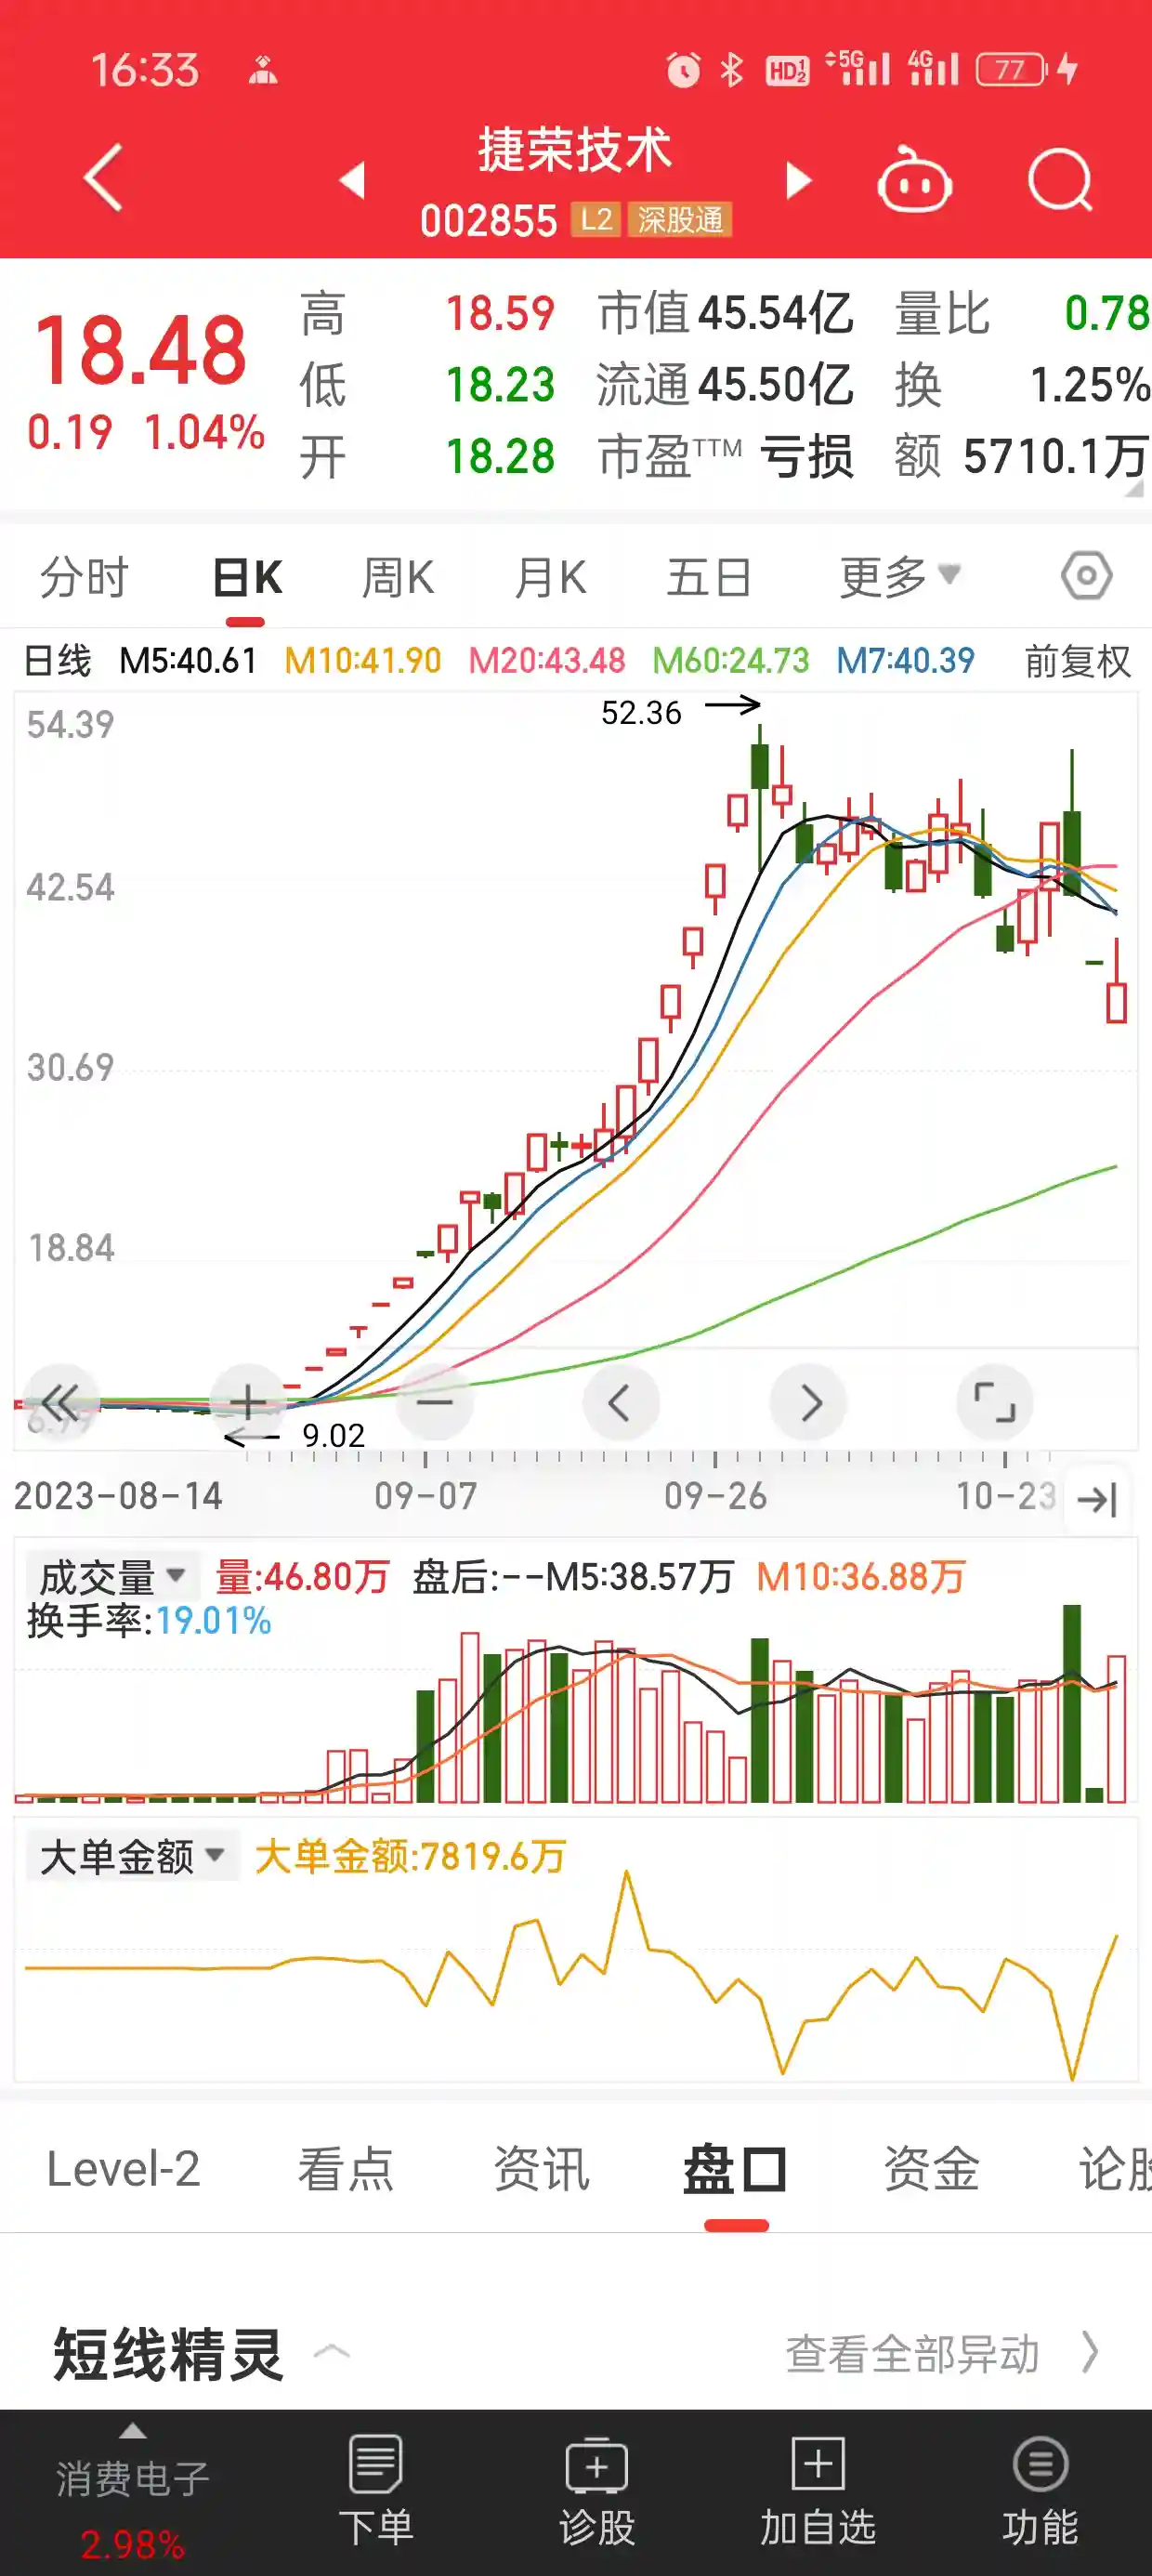 16:33 HD 1 2 5G 4G 77
捷荣技术
002855 L2 深股通
18.48
0.19 1.04%
高 18.59 市值 45.54亿 量比 0.78
低 18.23 流通 45.50亿 换 1.25%
开 18.28 市盈TTM 亏损 额 5710.1万
分时 日K 周K 月K 五日 更多
日线 M5:40.61 M10:41.90 M20:43.48 M60:24.73 M7:40.39 前复权
54.39
52.36
42.54
30.69
18.84
9.02
2023-08-14 09-07 09-26 10-23
成交量 量:46.80万 盘后:--M5:38.57万 M10:36.88万
换手率:19.01%
大单金额 大单金额:7819.6万
Level-2 看点 资讯 盘口 资金 论股
短线精灵 查看全部异动
消费电子
2.98%
下单 诊股 加自选 功能